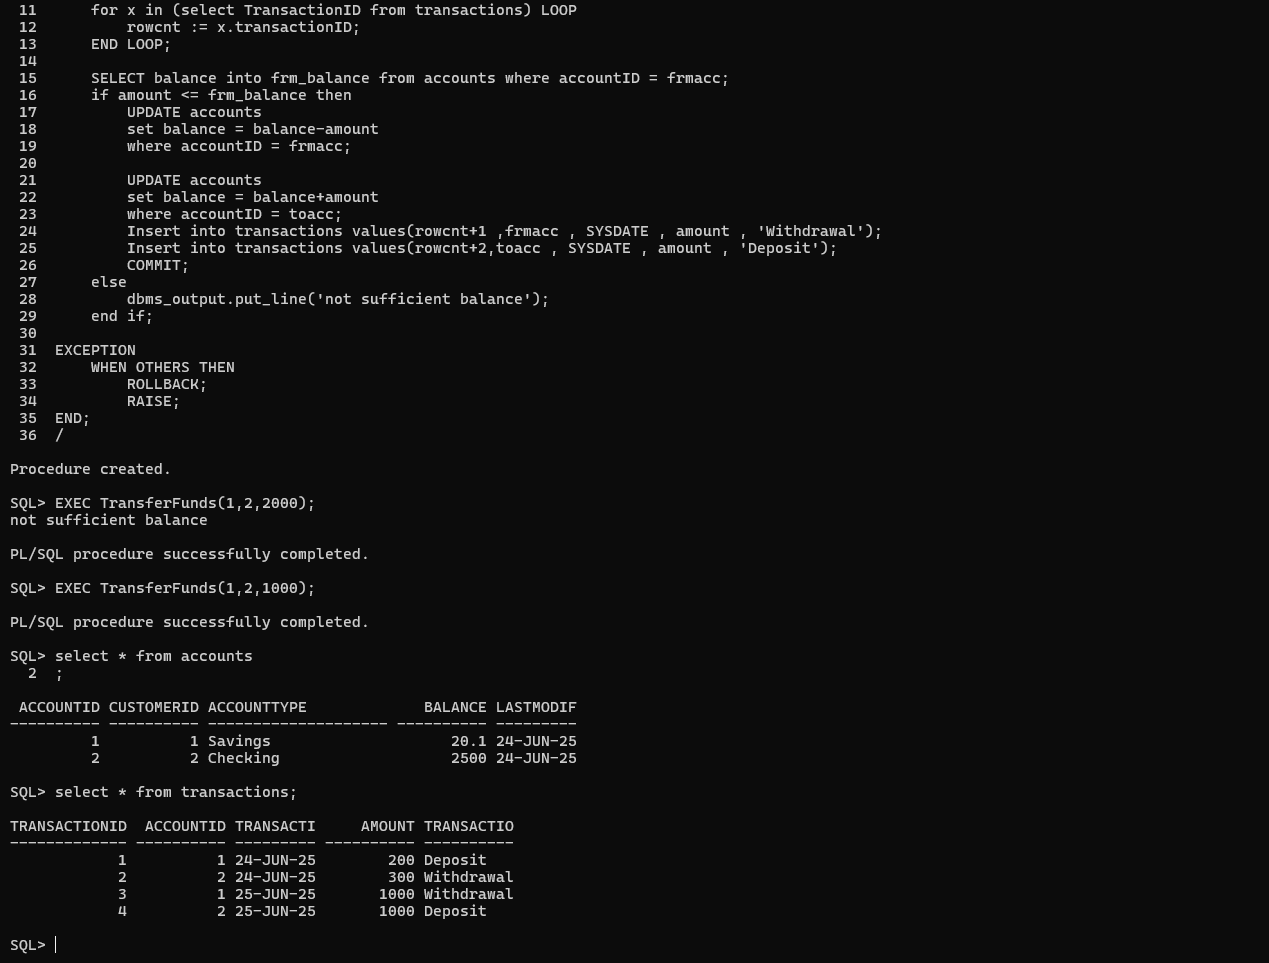 11      for x in (select TransactionID from transactions) LOOP
12          rowcnt := x.transactionID;
13      END LOOP;
14
15      SELECT balance into frm_balance from accounts where accountID = frmacc;
16      if amount <= frm_balance then
17          UPDATE accounts
18          set balance = balance-amount
19          where accountID = frmacc;
20
21          UPDATE accounts
22          set balance = balance+amount
23          where accountID = toacc;
24          Insert into transactions values(rowcnt+1 ,frmacc , SYSDATE , amount , 'Withdrawal');
25          Insert into transactions values(rowcnt+2,toacc , SYSDATE , amount , 'Deposit');
26          COMMIT;
27      else
28          dbms_output.put_line('not sufficient balance');
29      end if;
30
31  EXCEPTION
32      WHEN OTHERS THEN
33          ROLLBACK;
34          RAISE;
35  END;
36  /
Procedure created.
SQL> EXEC TransferFunds(1,2,2000);
not sufficient balance
PL/SQL procedure successfully completed.
SQL> EXEC TransferFunds(1,2,1000);
PL/SQL procedure successfully completed.
SQL> select * from accounts
  2  ;
 ACCOUNTID CUSTOMERID ACCOUNTTYPE             BALANCE LASTMODIF
---------- ---------- -------------------- ---------- ---------
         1          1 Savings                    20.1 24-JUN-25
         2          2 Checking                   2500 24-JUN-25
SQL> select * from transactions;
TRANSACTIONID  ACCOUNTID TRANSACTI     AMOUNT TRANSACTIO
------------- ---------- --------- ---------- ----------
            1          1 24-JUN-25        200 Deposit
            2          2 24-JUN-25        300 Withdrawal
            3          1 25-JUN-25       1000 Withdrawal
            4          2 25-JUN-25       1000 Deposit
SQL>